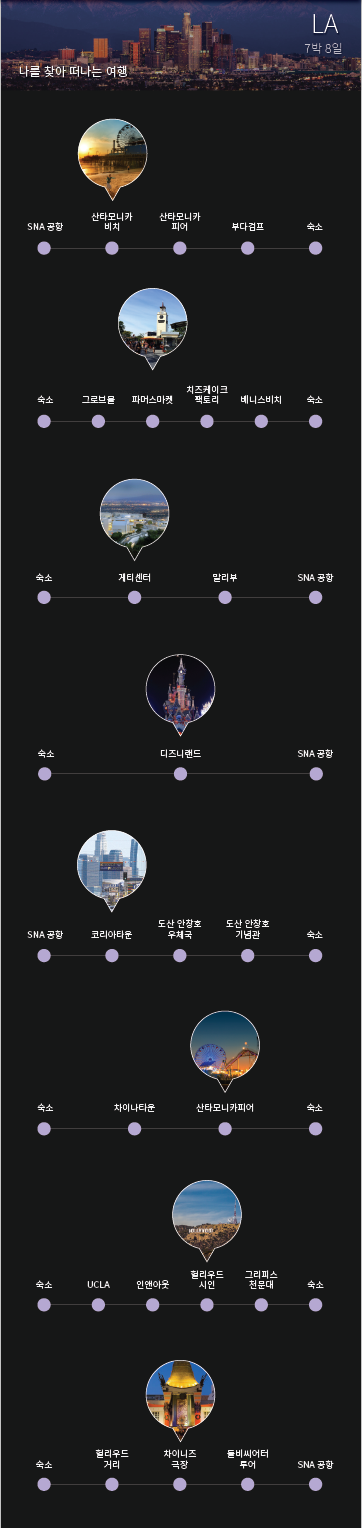 LA
7박 8일
나를 찾아 떠나는 여행
SNA 공항
산타모니카
비치
산타모니카
피어
부다검프
숙소
숙소
그로브몰
파머스마켓
치즈케이크
팩토리
베니스비치
숙소
숙소
게티센터
말리부
SNA 공항
숙소
디즈니랜드
SNA 공항
SNA 공항
코리아타운
도산 안창호
우체국
도산 안창호
기념관
숙소
숙소
차이나타운
산타모니카피어
숙소
숙소
UCLA
인앤아웃
헐리우드
시인
그리피스
천문대
숙소
숙소
헐리우드
거리
차이니즈
극장
돌비씨어터
투어
SNA 공항